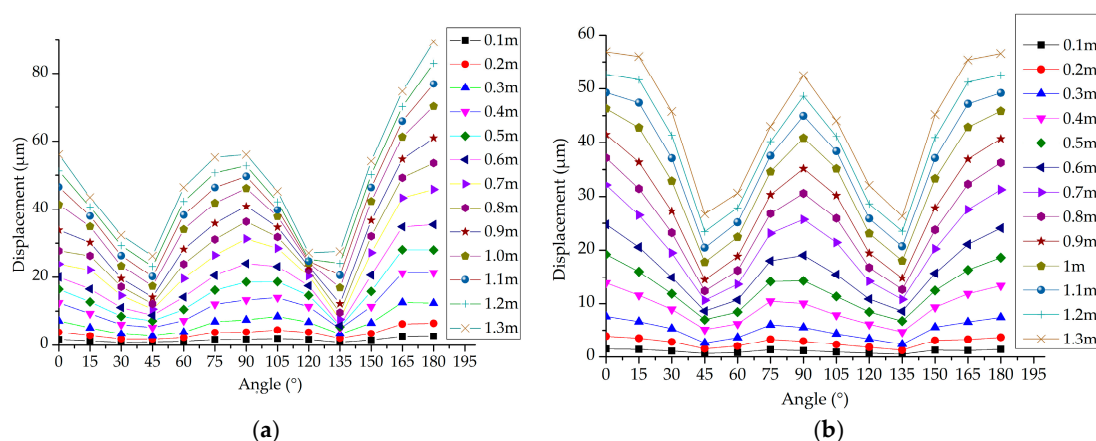 80
60
40
20
0
Displacement (μm)
0 15 30 45 60 75 90 105 120 135 150 165 180 195
Angle (°)
0.1m
0.2m
0.3m
0.4m
0.5m
0.6m
0.7m
0.8m
0.9m
1.0m
1.1m
1.2m
1.3m
(a)
60
50
40
30
20
10
0
Displacement (μm)
0 15 30 45 60 75 90 105 120 135 150 165 180 195
Angle (°)
0.1m
0.2m
0.3m
0.4m
0.5m
0.6m
0.7m
0.8m
0.9m
1m
1.1m
1.2m
1.3m
(b)